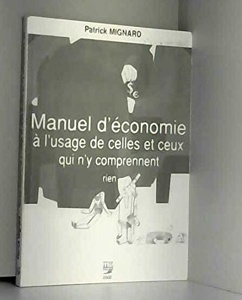 Patrick MIGNARD
Manuel d'économie
à l'usage de celles et ceux
qui n'y comprennent
rien